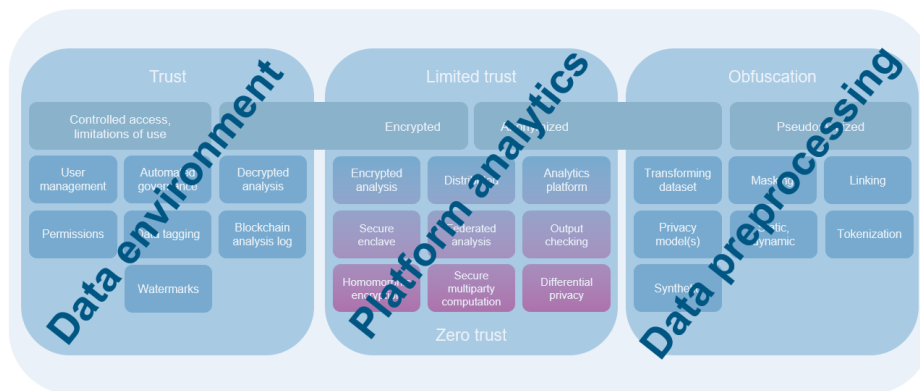 Trust
Limited trust
Obfuscation
Controlled access,
limitations of use
Encrypted
Anonymized
Pseudonymized
User
management
Automated
governance
Decrypted
analysis
Encrypted
analysis
Distributed
Analytics
platform
Transforming
dataset
Masking
Linking
Permissions
Data tagging
Blockchain
analysis log
Secure
enclave
Federated
analysis
Output
checking
Privacy
model(s)
dynamic
Tokenization
Watermarks
Homomorphic
encryption
Secure
multiparty
computation
Differential
privacy
Synthetic
Zero trust
Data environment
Platform analytics
Data preprocessing